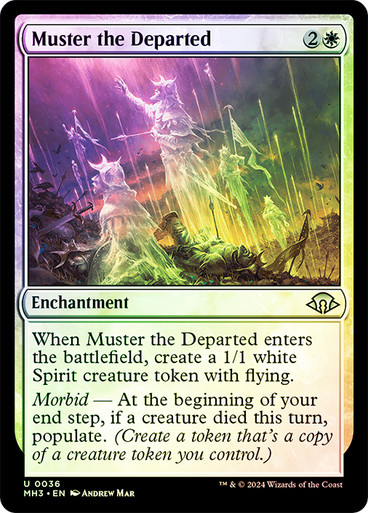 Muster the Departed 2
Enchantment
When Muster the Departed enters
the battlefield, create a 1/1 white
Spirit creature token with flying.
Morbid — At the beginning of your
end step, if a creature died this turn,
populate. (Create a token that's a copy
of a creature token you control.)
U 0036
MH3 • EN Andrew Mar
™ & © 2024 Wizards of the Coast